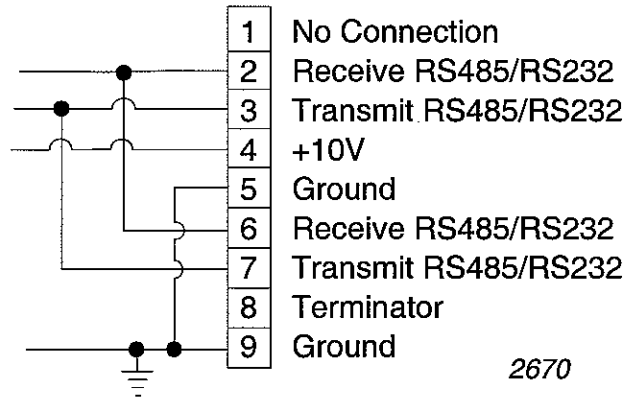 1 No Connection
2 Receive RS485/RS232
3 Transmit RS485/RS232
4 +10V
5 Ground
6 Receive RS485/RS232
7 Transmit RS485/RS232
8 Terminator
9 Ground
2670